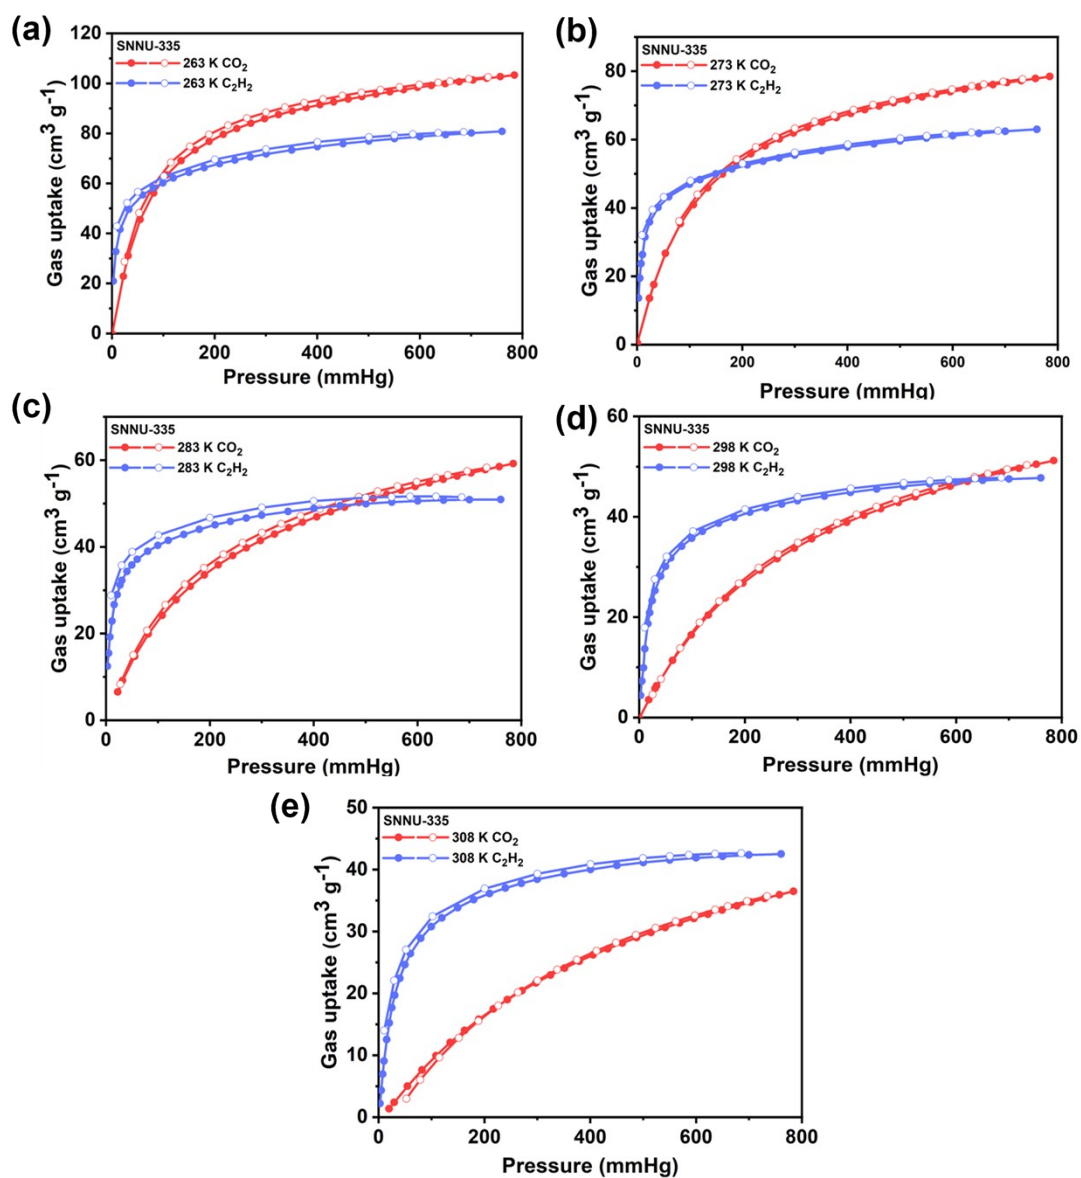 (a)
SNNU-335
263 K CO₂
263 K C₂H₂
Gas uptake (cm³ g⁻¹)
120
100
80
60
40
20
0
0 200 400 600 800
Pressure (mmHg)
(b)
SNNU-335
273 K CO₂
273 K C₂H₂
Gas uptake (cm³ g⁻¹)
80
60
40
20
0
0 200 400 600 800
Pressure (mmHg)
(c)
SNNU-335
283 K CO₂
283 K C₂H₂
Gas uptake (cm³ g⁻¹)
60
40
20
0
0 200 400 600 800
Pressure (mmHg)
(d)
SNNU-335
298 K CO₂
298 K C₂H₂
Gas uptake (cm³ g⁻¹)
60
40
20
0
0 200 400 600 800
Pressure (mmHg)
(e)
SNNU-335
308 K CO₂
308 K C₂H₂
Gas uptake (cm³ g⁻¹)
50
40
30
20
10
0
0 200 400 600 800
Pressure (mmHg)